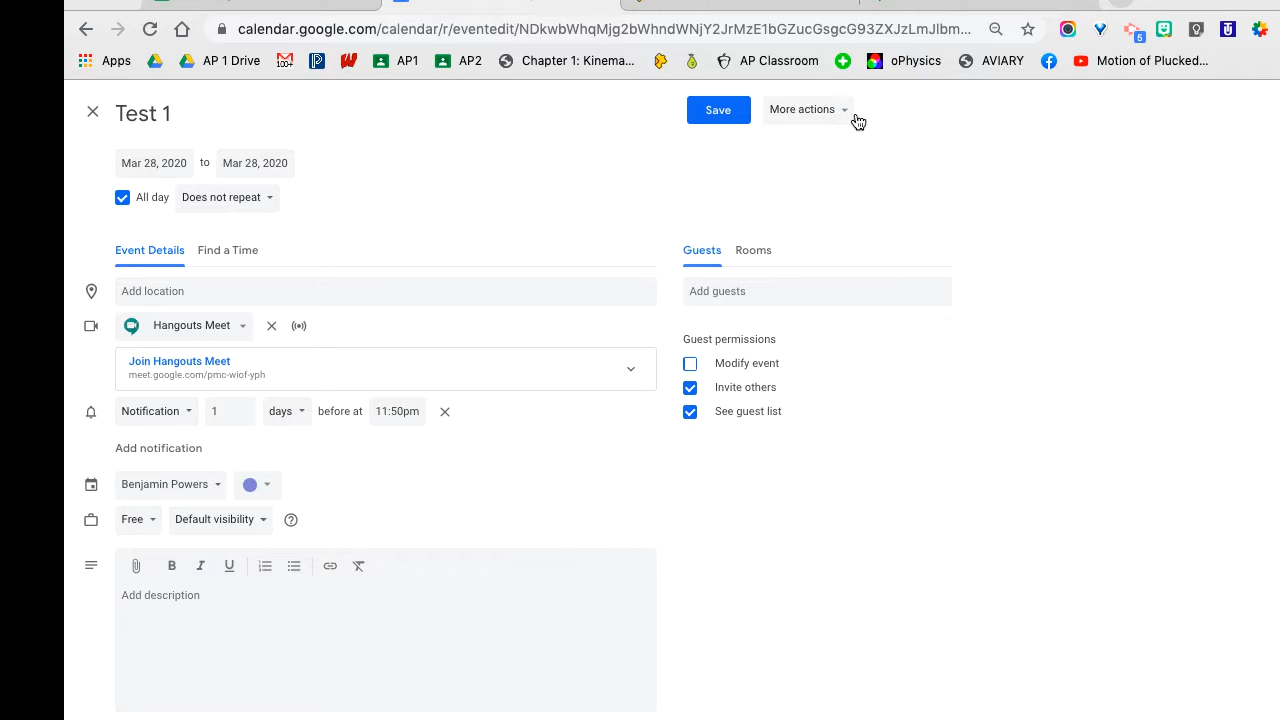 calendar.google.com/calendar/r/eventedit/NDkwbWhqMjg2bWhndWNjY2JrMzE1bGZucGsgcG93ZXJzLmJlbm...
5
Apps AP 1 Drive 100+ AP1 AP2 Chapter 1: Kinema... AP Classroom oPhysics AVIARY Motion of Plucked...
Test 1 Save More actions
Mar 28, 2020 to Mar 28, 2020
All day Does not repeat
Event Details Find a Time Guests Rooms
Add location Add guests
Hangouts Meet
Guest permissions
Join Hangouts Meet Modify event
meet.google.com/pmc-wiof-yph
Invite others
Notification 1 days before at 11:50pm See guest list
Add notification
Benjamin Powers
Free Default visibility
B I U
Add description